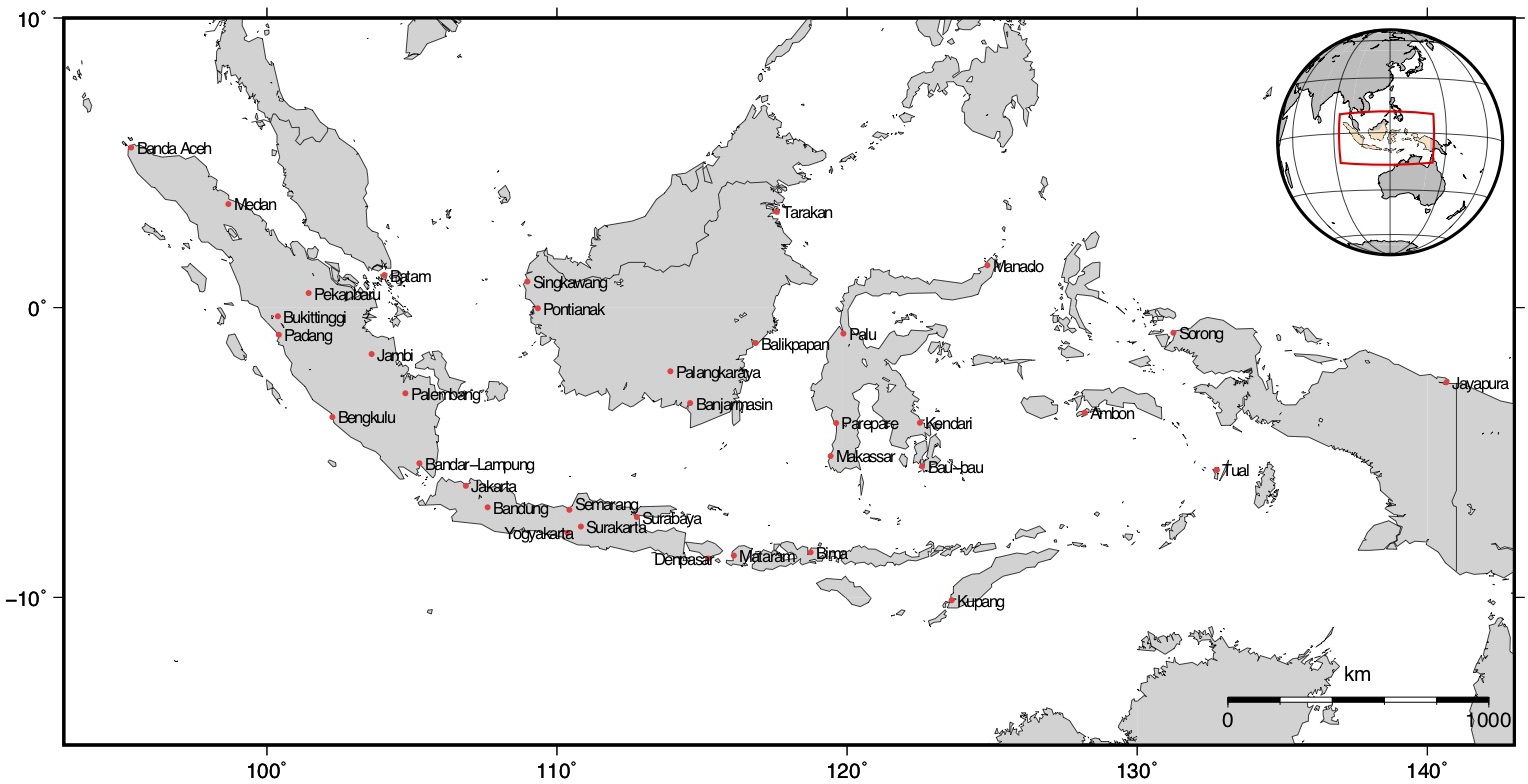 10°
Banda Aceh
Medan
Tarakan
Manado
Batam
Singkawang
Pekanbaru
0°
Pontianak
Bukittinggi
Padang
Palu
Sorong
Balikpapan
Jambi
Palangkaraya
Jayapura
Palembang
Banjarmasin
Ambon
Bengkulu
Parepare
Kendari
Makassar
Bandar-Lampung
Bau-bau
Tual
Jakarta
Semarang
Bandung
Surabaya
Surakarta
Yogyakarta
Bima
Mataram
Denpasar
-10°
Kupang
km
0
1000
100°
110°
120°
130°
140°